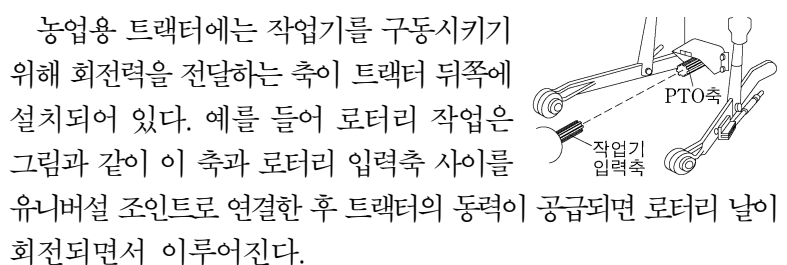 농업용 트랙터에는 작업기를 구동시키기
위해 회전력을 전달하는 축이 트랙터 뒤쪽에
설치되어 있다. 예를 들어 로터리 작업은
그림과 같이 이 축과 로터리 입력축 사이를
유니버설 조인트로 연결한 후 트랙터의 동력이 공급되면 로터리 날이
회전되면서 이루어진다.
PTO축
작업기
입력축